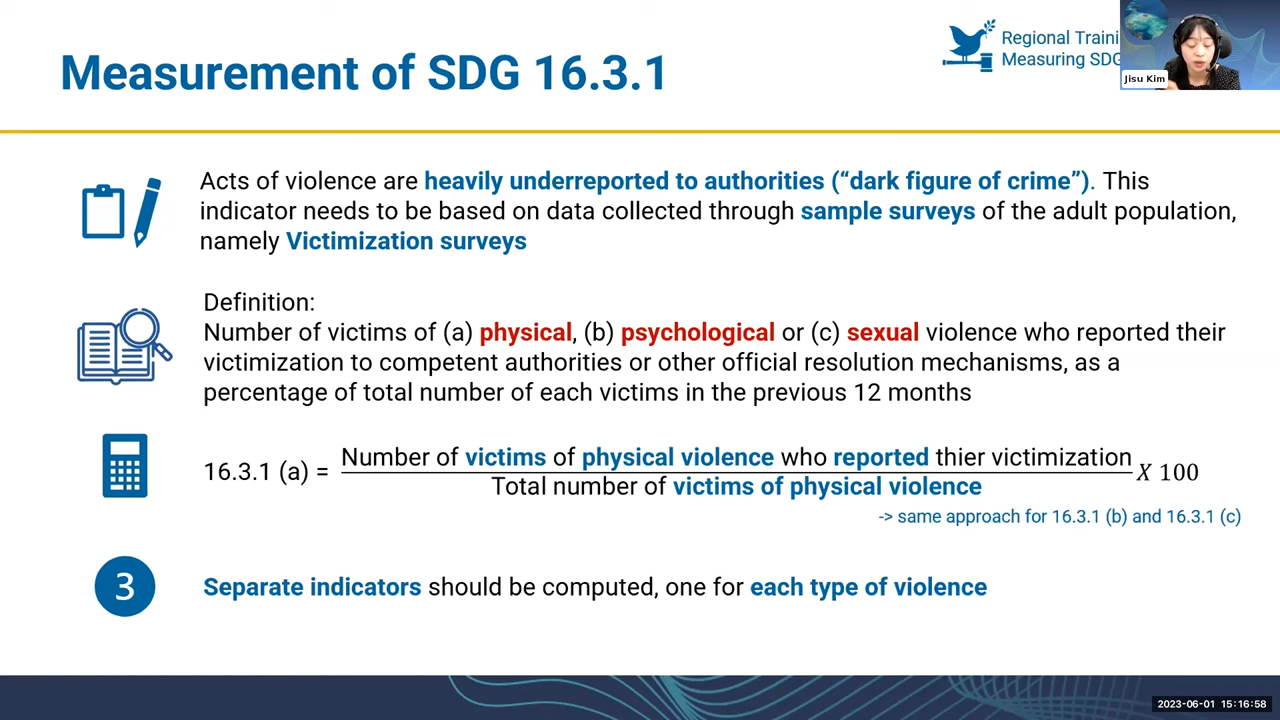 Measurement of SDG 16.3.1
Regional Traini
Measuring SDG
Jisu Kim
Acts of violence are heavily underreported to authorities (“dark figure of crime”). This
indicator needs to be based on data collected through sample surveys of the adult population,
namely Victimization surveys
Definition:
Number of victims of (a) physical, (b) psychological or (c) sexual violence who reported their
victimization to competent authorities or other official resolution mechanisms, as a
percentage of total number of each victims in the previous 12 months
16.3.1 (a) = Number of victims of physical violence who reported thier victimization
Total number of victims of physical violence
X 100
-> same approach for 16.3.1 (b) and 16.3.1 (c)
3
Separate indicators should be computed, one for each type of violence
2023-06-01 15:16:58